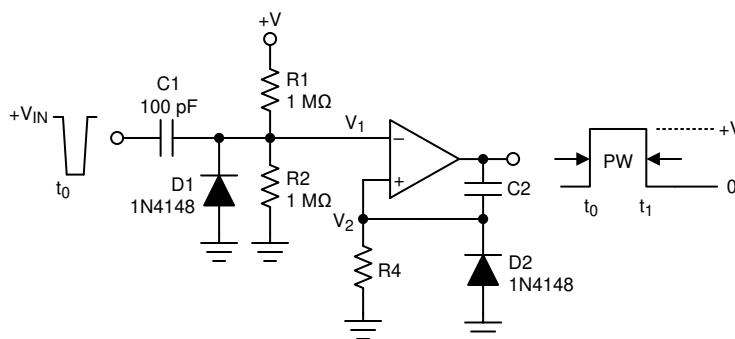 +V
C1
100 pF
R1
1 MΩ
+VIN
t0
V1
−
+
D1
1N4148
R2
1 MΩ
V2
R4
C2
D2
1N4148
PW
+V
0
t0
t1